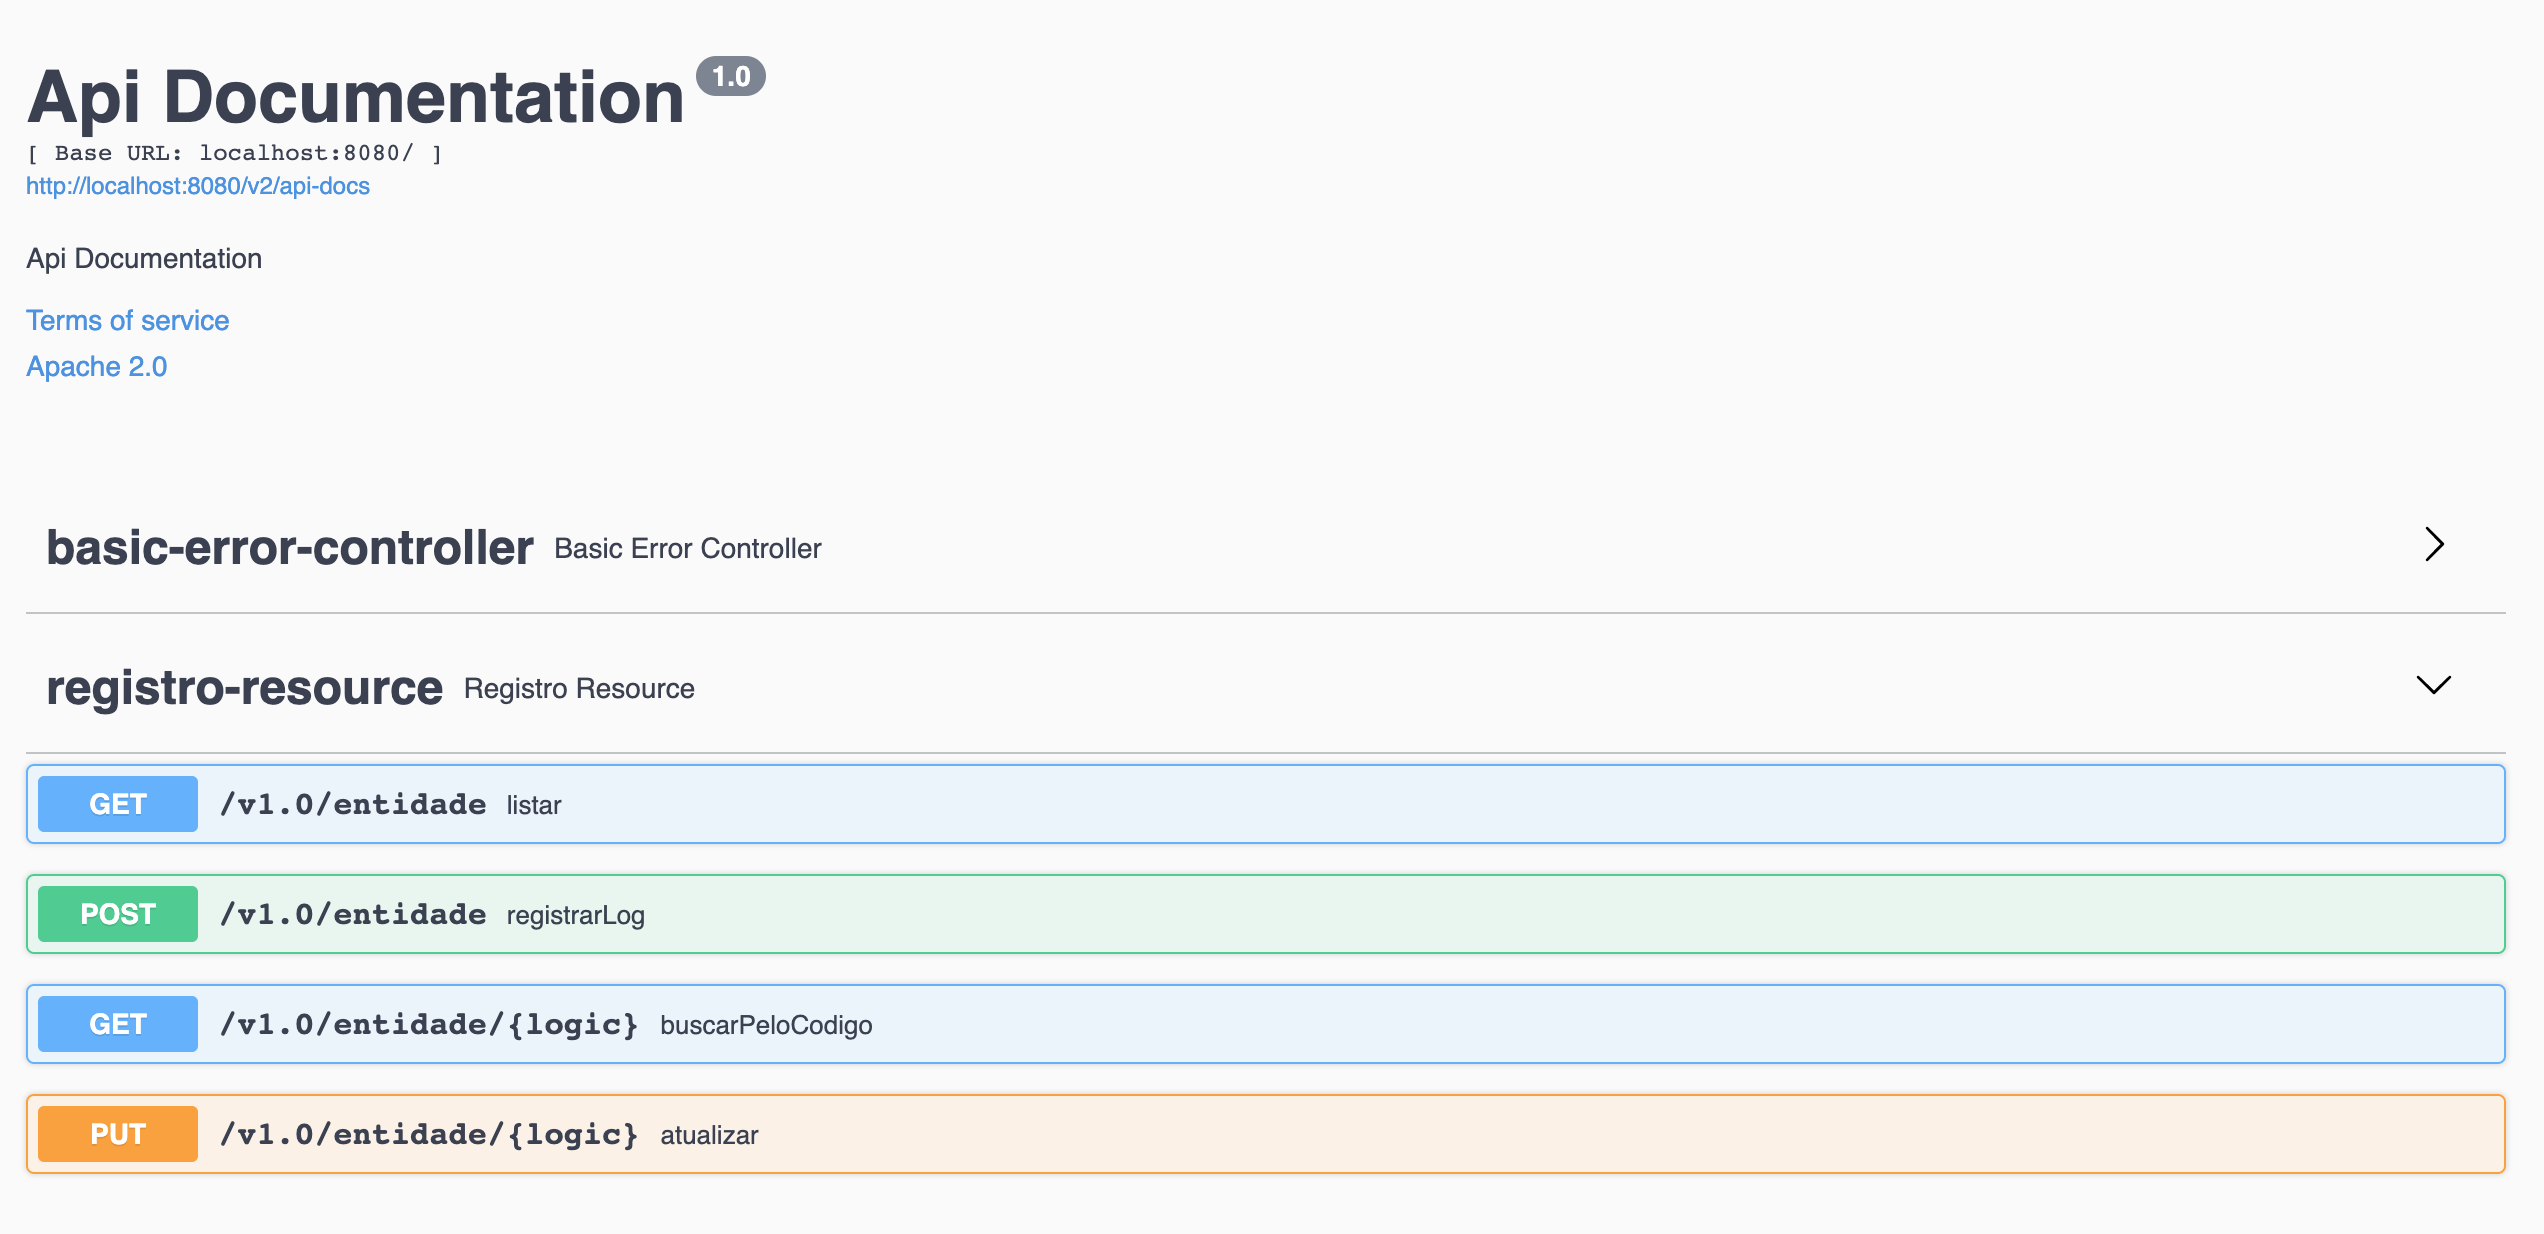 Api Documentation 1.0
[ Base URL: localhost:8080/ ]
http://localhost:8080/v2/api-docs
Api Documentation
Terms of service
Apache 2.0
basic-error-controller Basic Error Controller
registro-resource Registro Resource
GET /v1.0/entidade listar
POST /v1.0/entidade registrarLog
GET /v1.0/entidade/{logic} buscarPeloCodigo
PUT /v1.0/entidade/{logic} atualizar